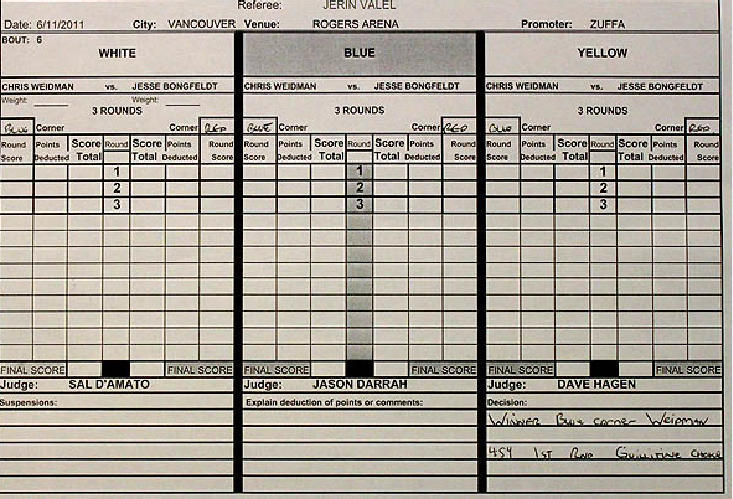 Referee: JERIN VALEL
Date: 6/11/2011 City: VANCOUVER Venue: ROGERS ARENA Promoter: ZUFFA
BOUT: 6
WHITE BLUE YELLOW
CHRIS WEIDMAN vs. JESSE BONGFELDT CHRIS WEIDMAN vs. JESSE BONGFELDT CHRIS WEIDMAN vs. JESSE BONGFELDT
Weight: Weight:
3 ROUNDS 3 ROUNDS 3 ROUNDS
BLUE Corner Corner RED BLUE Corner Corner RED BLUE Corner Corner RED
Round Points Score Round Score Points Round Round Points Score Round Score Points Round Round Points Score Round Score Points Round
Score Deducted Total Total Deducted Score Score Deducted Total Total Deducted Score Score Deducted Total Total Deducted Score
1 1 1
2 2 2
3 3 3
FINAL SCORE FINAL SCORE FINAL SCORE FINAL SCORE FINAL SCORE FINAL SCORE
Judge: SAL D'AMATO Judge: JASON DARRAH Judge: DAVE HAGEN
Suspensions: Explain deduction of points or comments: Decision:
WINNER BLUE CORNER WEIDMAN
454 1ST RND GUILLITINE CHOKE